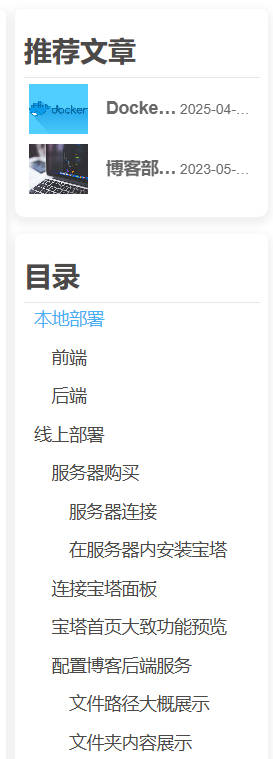 推荐文章
docker
Docke... 2025-04-...
博客部... 2023-05-...
目录
本地部署
前端
后端
线上部署
服务器购买
服务器连接
在服务器内安装宝塔
连接宝塔面板
宝塔首页大致功能预览
配置博客后端服务
文件路径大概展示
文件夹内容展示